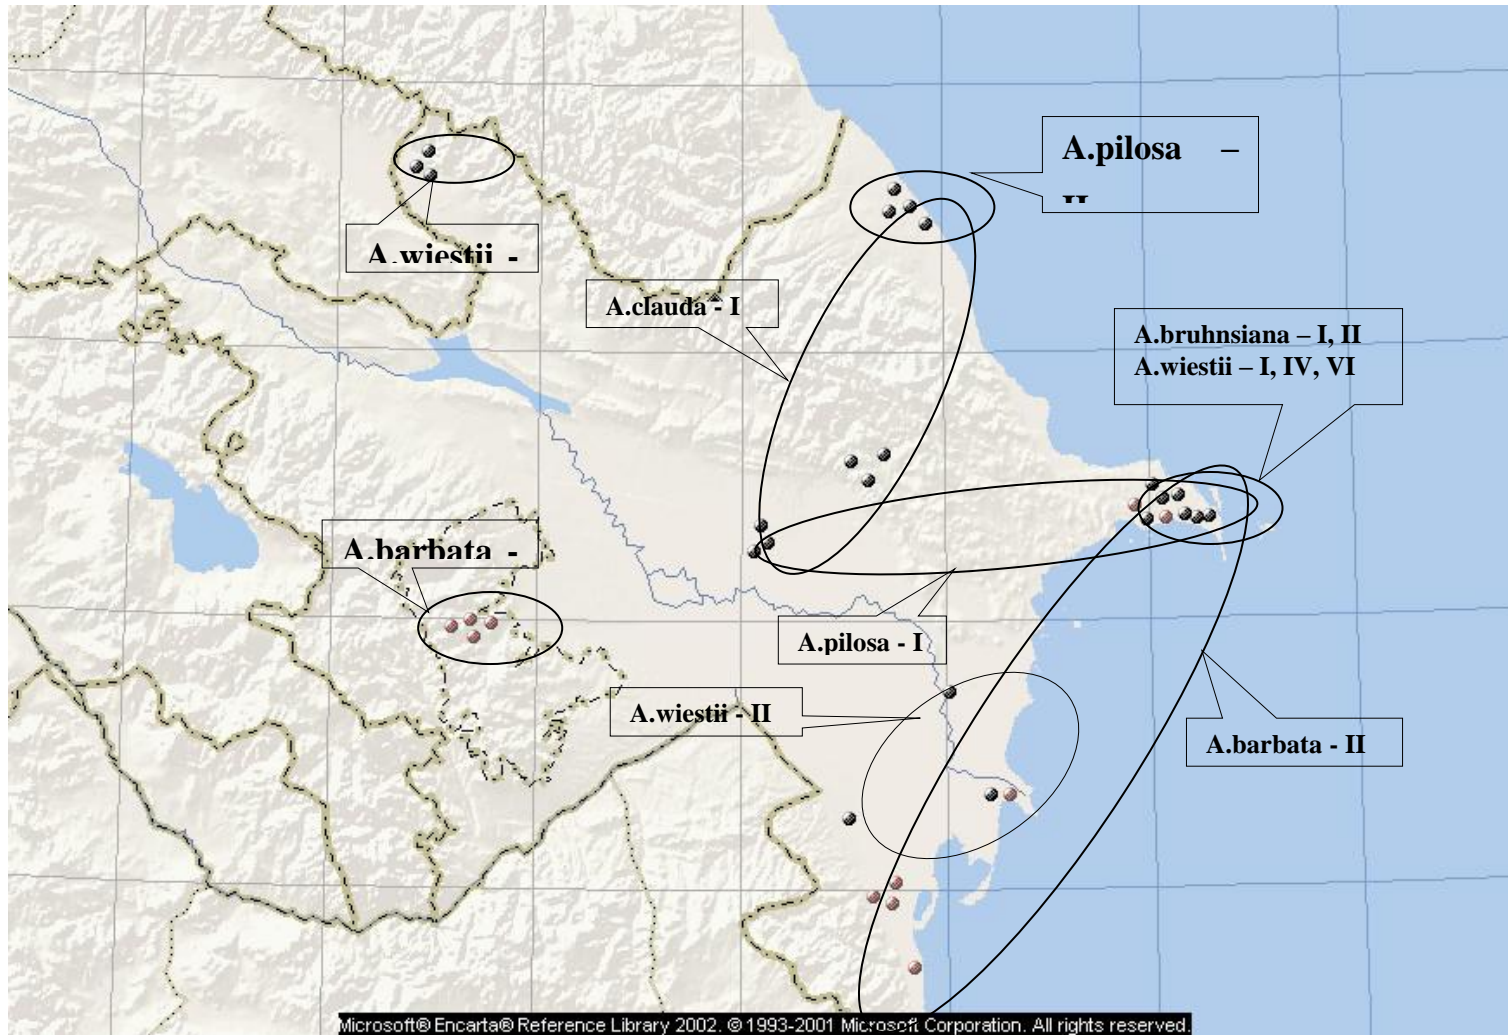 A.pilosa – II
A.wiestii -
A.clauda - I
A.bruhnsiana – I, II
A.wiestii – I, IV, VI
A.barbata -
A.pilosa - I
A.wiestii - II
A.barbata - II
Microsoft® Encarta® Reference Library 2002. © 1993-2001 Microsoft Corporation. All rights reserved.